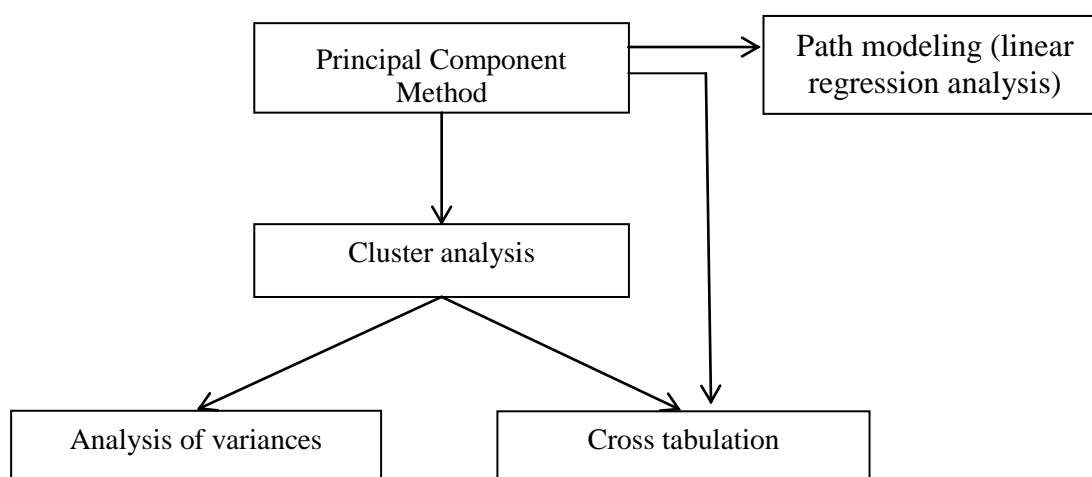 Principal Component
Method
Path modeling (linear
regression analysis)
Cluster analysis
Analysis of variances
Cross tabulation